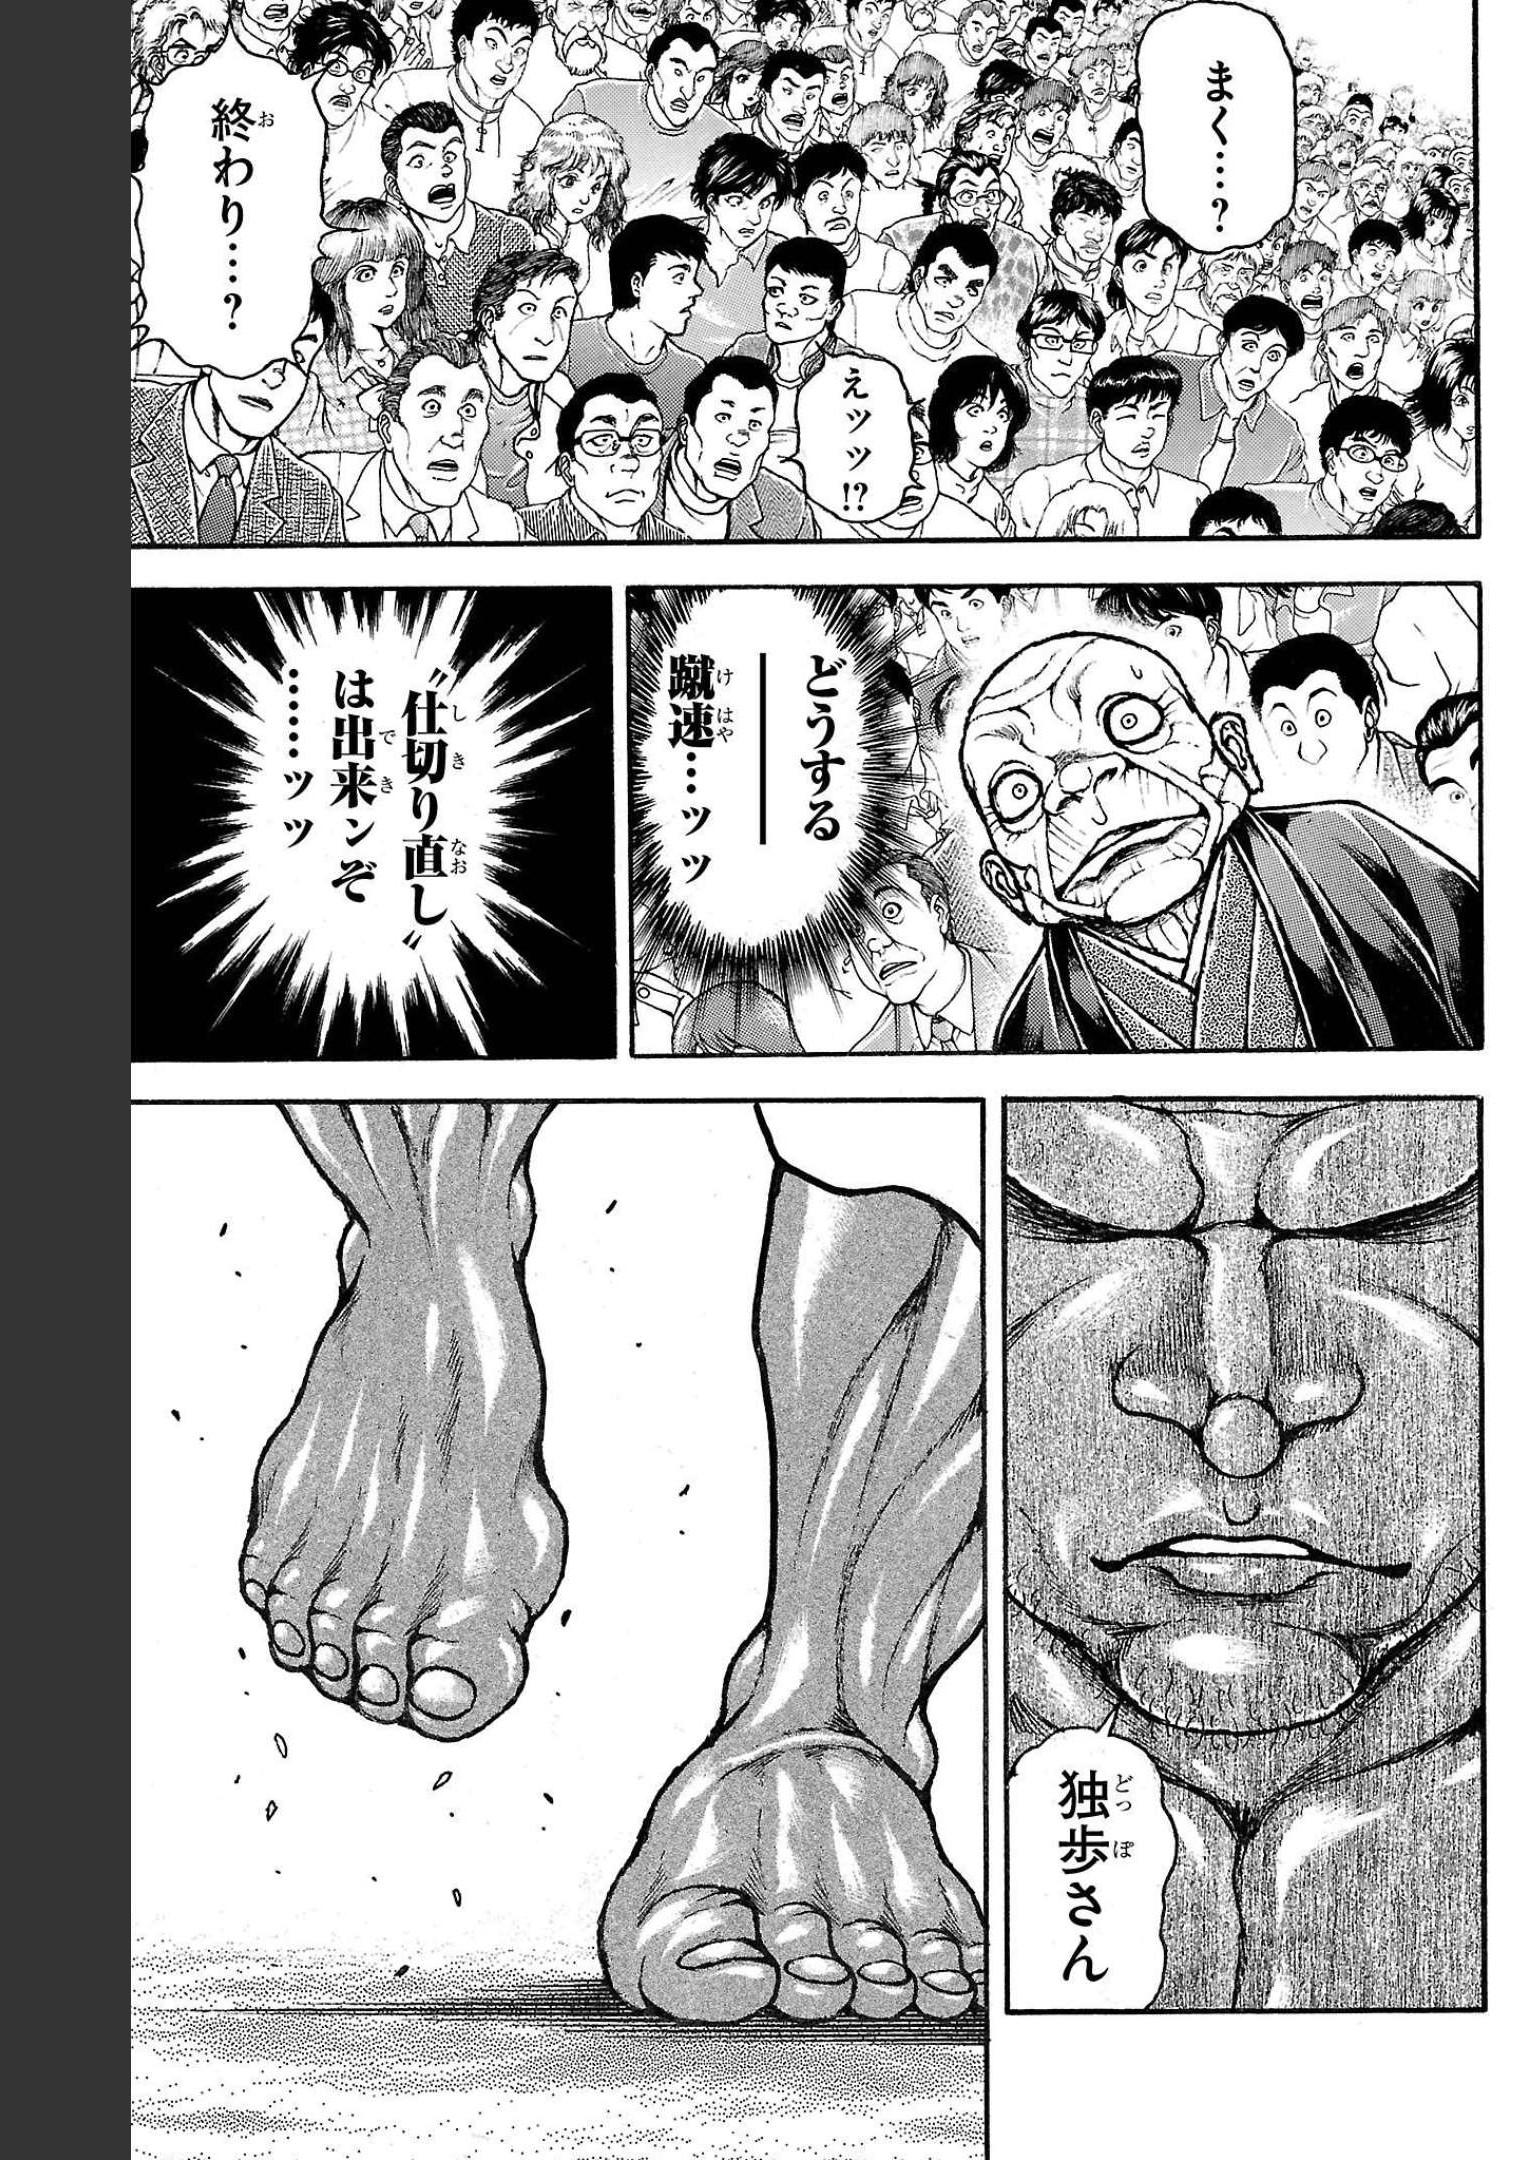 まく…?
えッッ!?
終わり…?
どうする
――
蹴速…ッッ
〝仕切り直し〟
は出来ンぞ
……ッッ
独歩さん